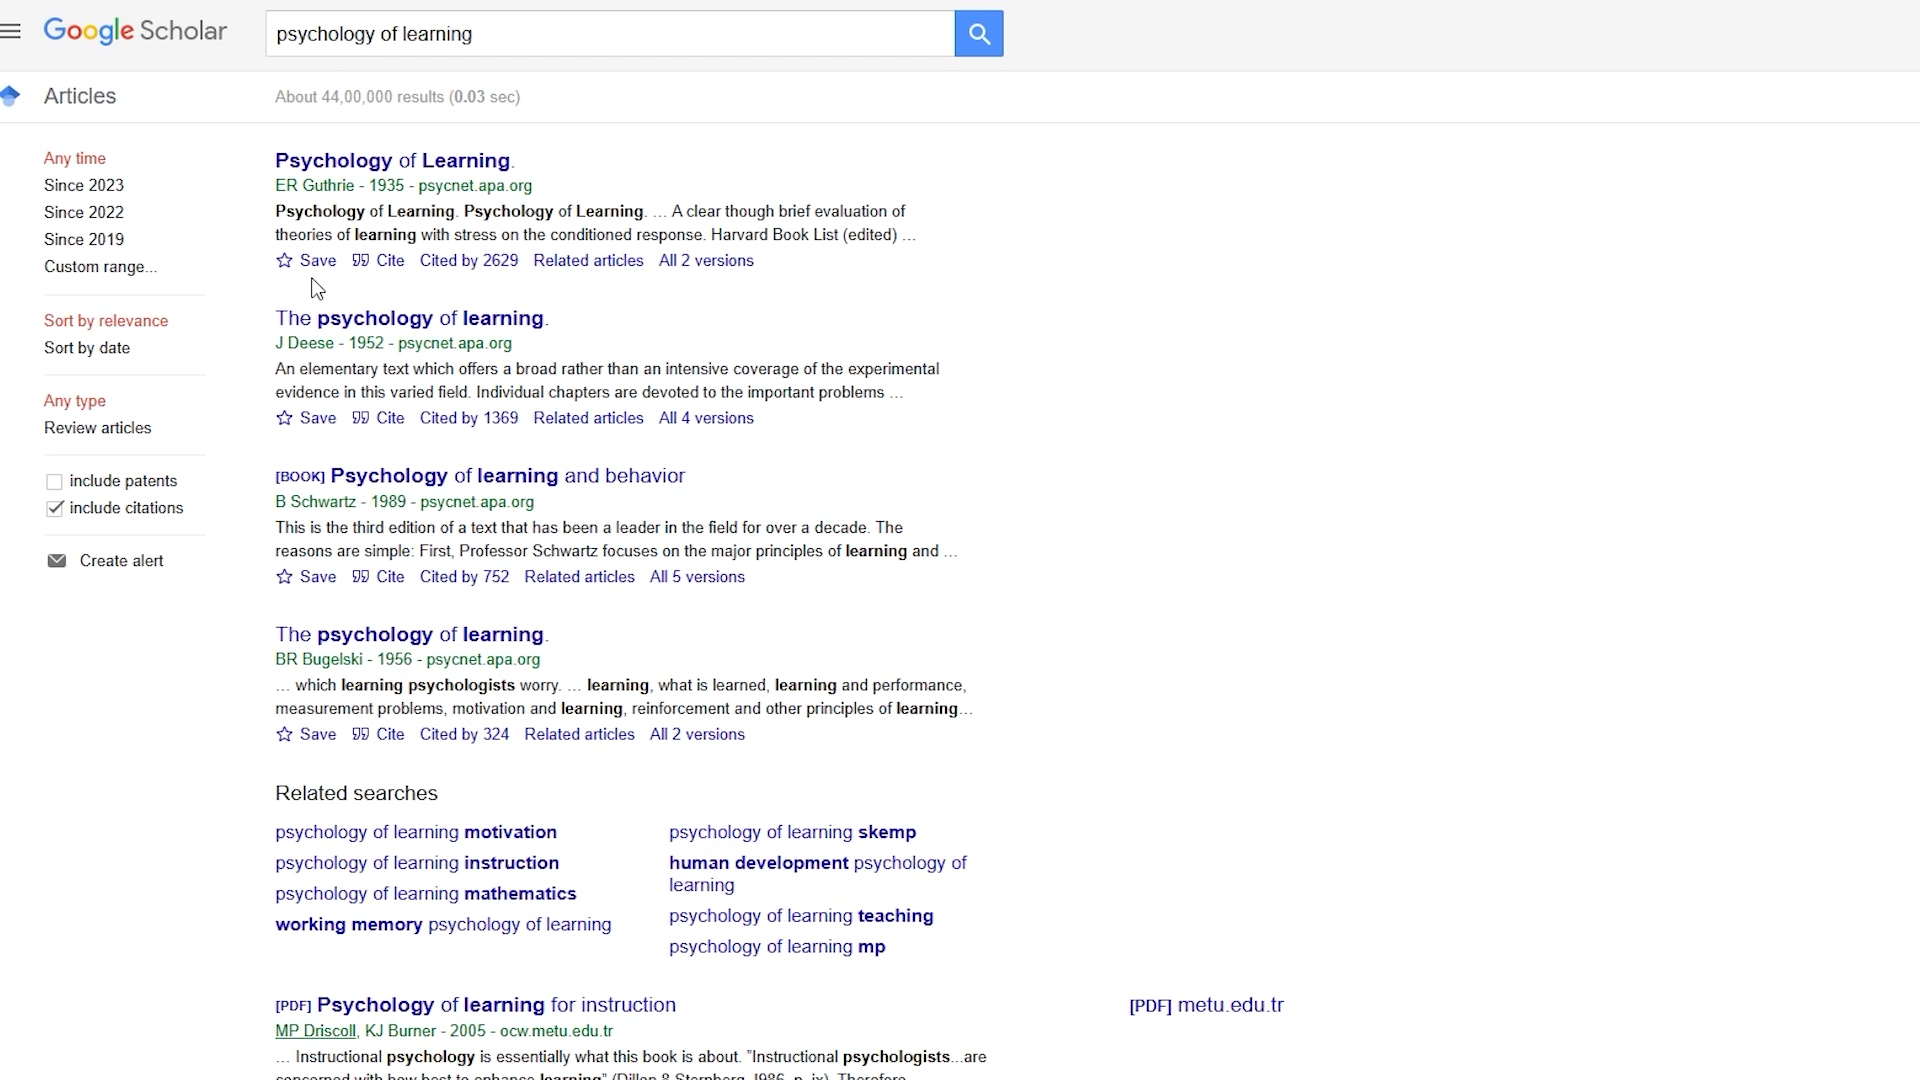 Google Scholar
psychology of learning
Articles
About 44,00,000 results (0.03 sec)
Any time
Since 2023
Since 2022
Since 2019
Custom range...
Sort by relevance
Sort by date
Any type
Review articles
include patents
include citations
Create alert
Psychology of Learning.
ER Guthrie - 1935 - psycnet.apa.org
Psychology of Learning. Psychology of Learning. … A clear though brief evaluation of
theories of learning with stress on the conditioned response. Harvard Book List (edited) …
Save Cite Cited by 2629 Related articles All 2 versions
The psychology of learning.
J Deese - 1952 - psycnet.apa.org
An elementary text which offers a broad rather than an intensive coverage of the experimental
evidence in this varied field. Individual chapters are devoted to the important problems …
Save Cite Cited by 1369 Related articles All 4 versions
[BOOK] Psychology of learning and behavior
B Schwartz - 1989 - psycnet.apa.org
This is the third edition of a text that has been a leader in the field for over a decade. The
reasons are simple: First, Professor Schwartz focuses on the major principles of learning and …
Save Cite Cited by 752 Related articles All 5 versions
The psychology of learning.
BR Bugelski - 1956 - psycnet.apa.org
… which learning psychologists worry. … learning, what is learned, learning and performance,
measurement problems, motivation and learning, reinforcement and other principles of learning…
Save Cite Cited by 324 Related articles All 2 versions
Related searches
psychology of learning motivation
psychology of learning instruction
psychology of learning mathematics
working memory psychology of learning
psychology of learning skemp
human development psychology of
learning
psychology of learning teaching
psychology of learning mp
[PDF] Psychology of learning for instruction
[PDF] metu.edu.tr
MP Driscoll, KJ Burner - 2005 - ocw.metu.edu.tr
… Instructional psychology is essentially what this book is about. "Instructional psychologists...are
concerned with how best to enhance learning" (Dillon & Sternberg, 1986, p. ix). Therefore